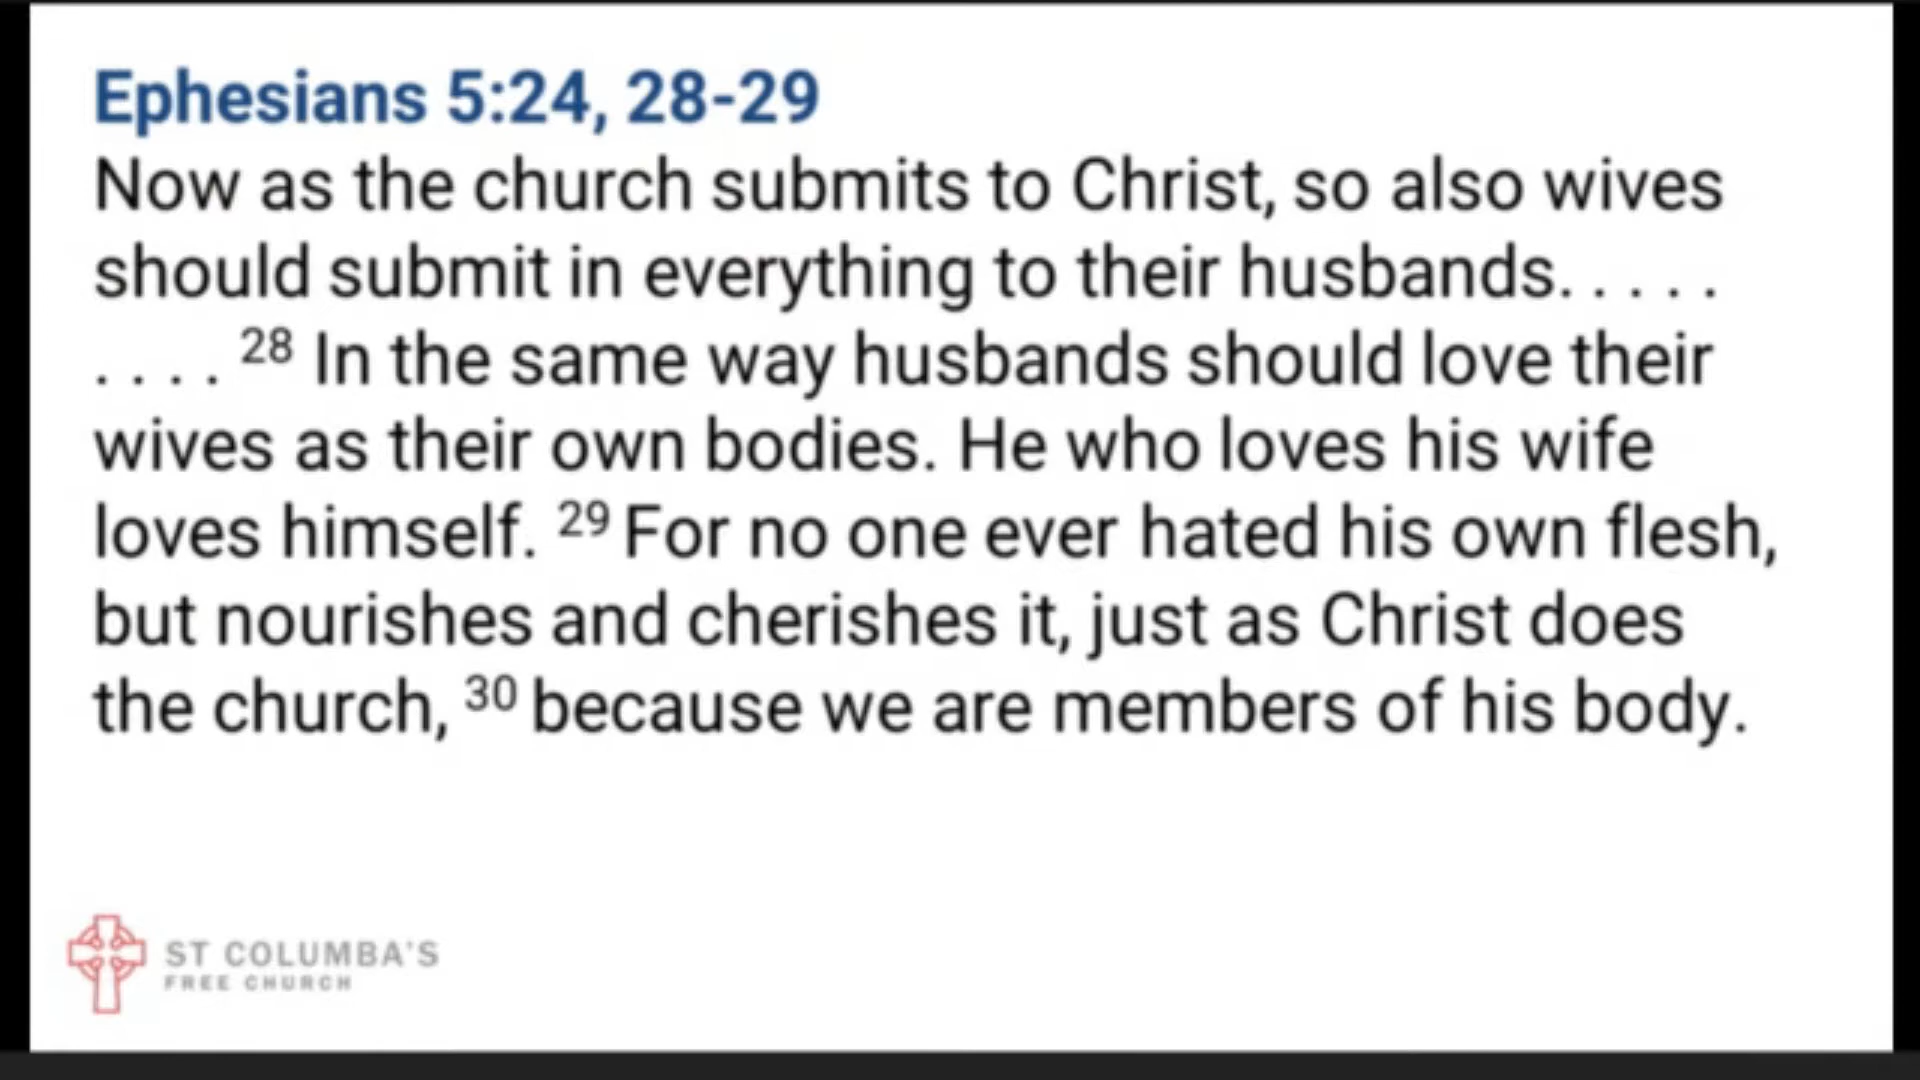 Ephesians 5:24, 28-29
Now as the church submits to Christ, so also wives
should submit in everything to their husbands. . . . .
. . . . 28 In the same way husbands should love their
wives as their own bodies. He who loves his wife
loves himself. 29 For no one ever hated his own flesh,
but nourishes and cherishes it, just as Christ does
the church, 30 because we are members of his body.
ST COLUMBA'S
FREE CHURCH